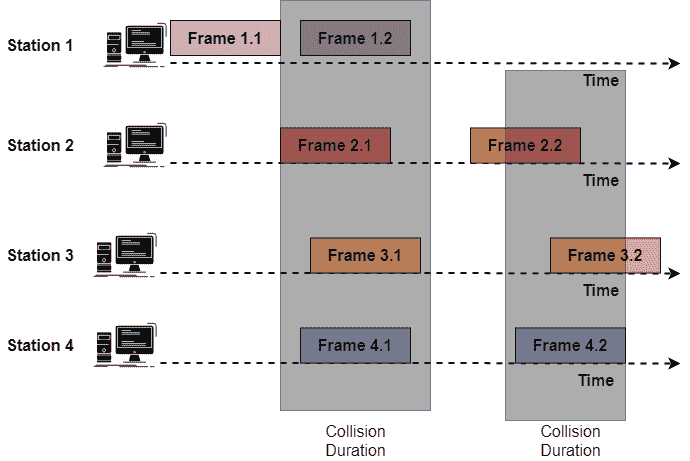 Station 1
Frame 1.1
Frame 1.2
Time
Station 2
Frame 2.1
Frame 2.2
Time
Station 3
Frame 3.1
Frame 3.2
Time
Station 4
Frame 4.1
Frame 4.2
Time
Collision
Duration
Collision
Duration